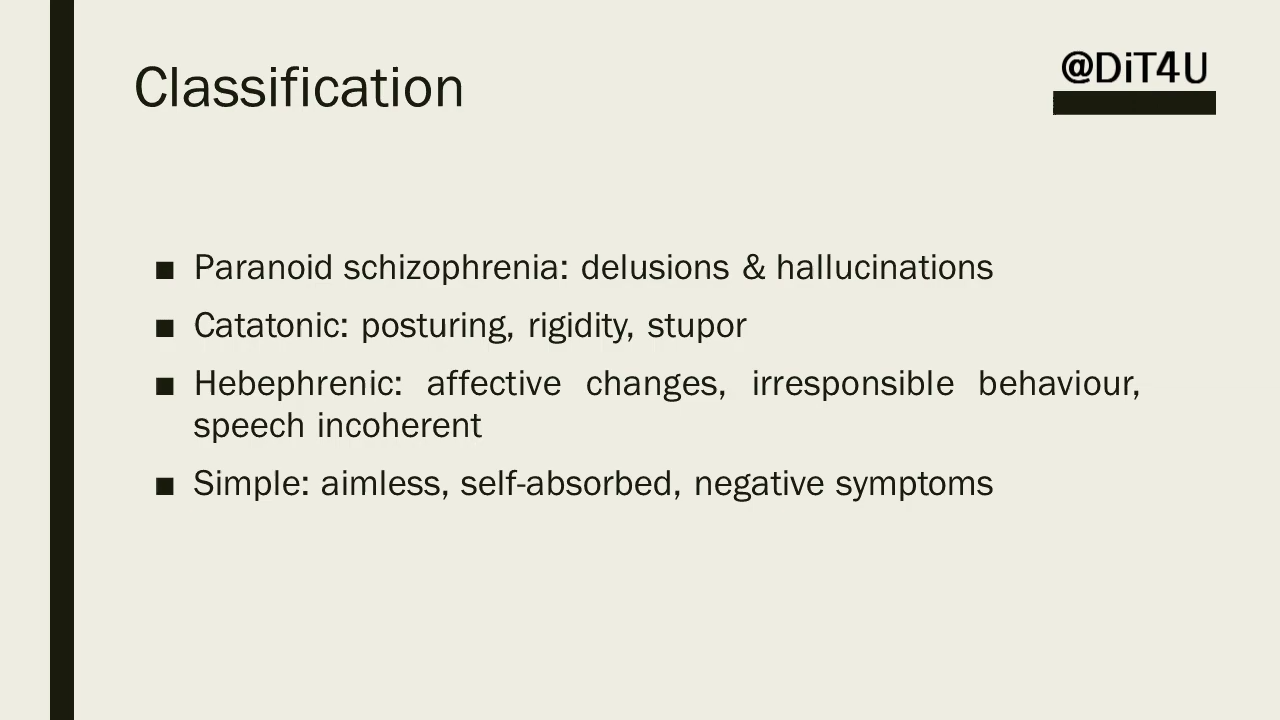 Classification
@DiT4U
■ Paranoid schizophrenia: delusions & hallucinations
■ Catatonic: posturing, rigidity, stupor
■ Hebephrenic: affective changes, irresponsible behaviour,
speech incoherent
■ Simple: aimless, self-absorbed, negative symptoms